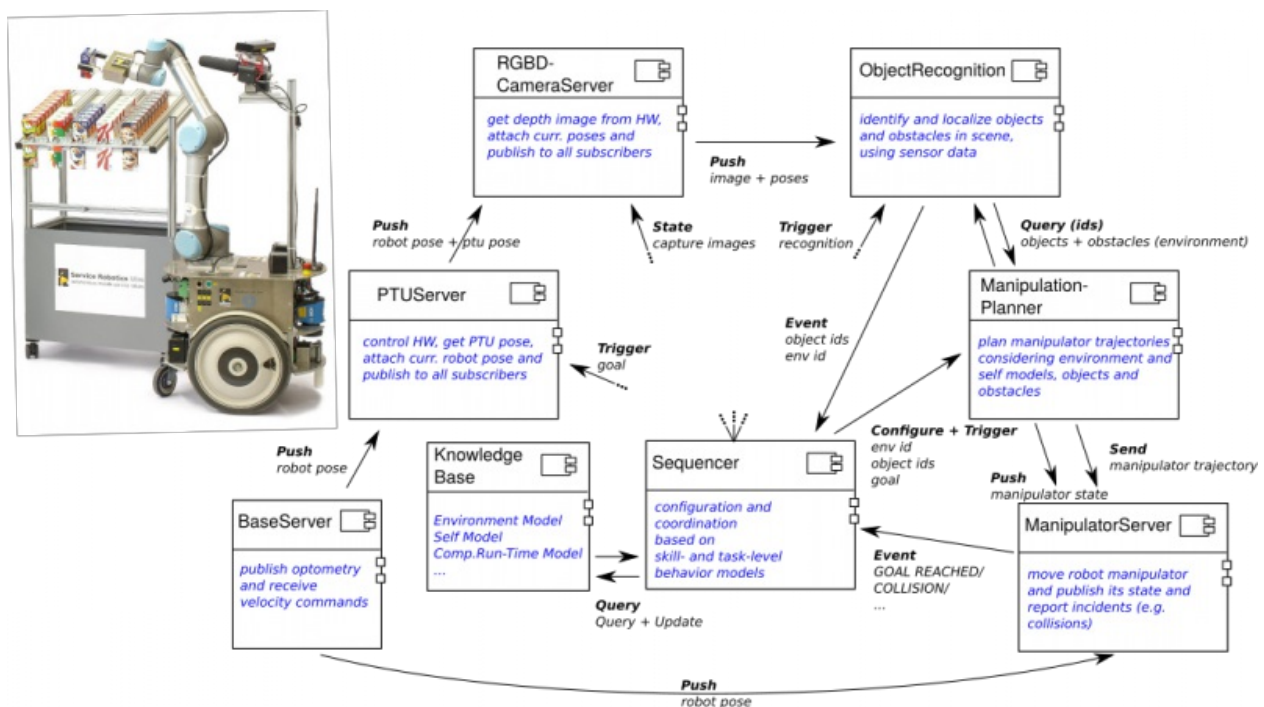 RGBD-
CameraServer
get depth image from HW,
attach curr. poses and
publish to all subscribers
ObjectRecognition
identify and localize objects
and obstacles in scene,
using sensor data
Push
image + poses
Push
robot pose + ptu pose
State
capture images
Trigger
recognition
Query (ids)
objects + obstacles (environment)
Service Robotics
PTUServer
control HW, get PTU pose,
attach curr. robot pose and
publish to all subscribers
Trigger
goal
Event
object ids
env id
Manipulation-
Planner
plan manipulator trajectories
considering environment and
self models, objects and
obstacles
Push
robot pose
Knowledge
Base
Environment Model
Self Model
Comp.Run-Time Model
...
Sequencer
configuration and
coordination
based on
skill- and task-level
behavior models
Configure + Trigger
env id
object ids
goal
Send
manipulator trajectory
Push
manipulator state
BaseServer
publish optometry
and receive
velocity commands
ManipulatorServer
move robot manipulator
and publish its state and
report incidents (e.g.
collisions)
Event
GOAL REACHED/
COLLISION/
...
Query
Query + Update
Push
robot pose